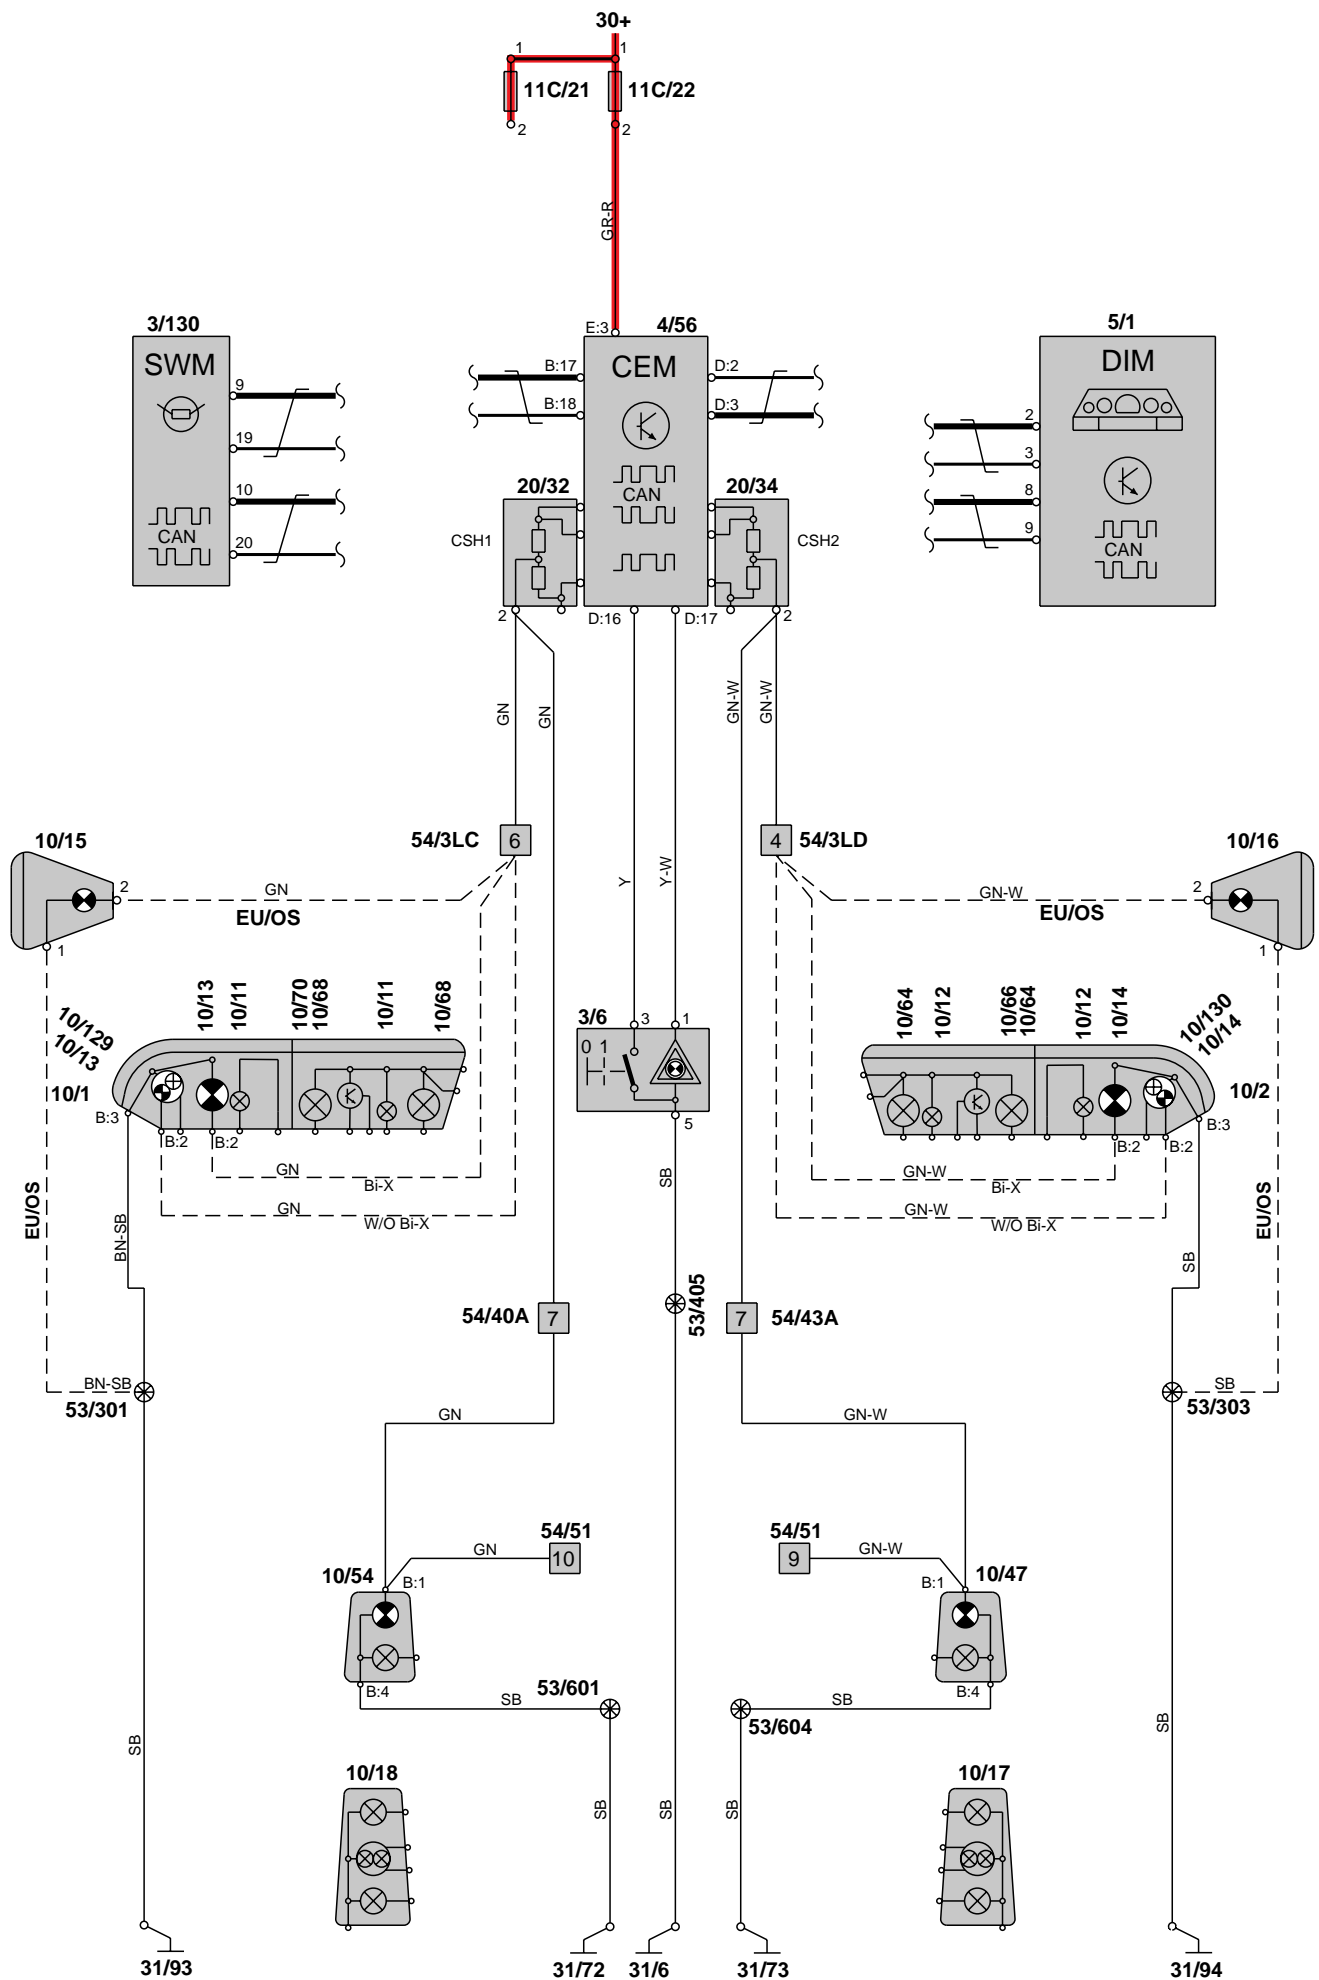 30+
1
1
11C/21
11C/22
2
2
GR-R
3/130
E:3
4/56
5/1
SWM
B:17
CEM
D:2
DIM
9
B:18
D:3
2
19
3
10
20/32
CAN
20/34
8
CAN
20
CSH1
CSH2
9
CAN
2
D:16
D:17
2
GN
GN
GN-W
GN-W
10/15
54/3LC
6
4
54/3LD
10/16
2
GN
EU/OS
Y
Y-W
GN-W
EU/OS
2
1
1
10/129
10/13
10/13
10/11
10/70
10/68
10/11
10/68
10/64
10/12
10/66
10/64
10/12
10/14
10/130
10/14
3/6
3
1
0
1
10/1
10/2
B:3
B:2
B:2
5
B:2
B:2
B:3
GN
Bi-X
GN-W
Bi-X
GN
W/O Bi-X
GN-W
W/O Bi-X
EU/OS
BN-SB
SB
SB
EU/OS
54/40A
7
53/405
7
54/43A
BN-SB
53/301
SB
53/303
GN
GN-W
54/51
54/51
GN
10
9
GN-W
10/54
B:1
B:1
10/47
B:4
B:4
SB
53/601
SB
53/604
SB
SB
10/18
10/17
SB
SB
SB
31/93
31/72
31/6
31/73
31/94